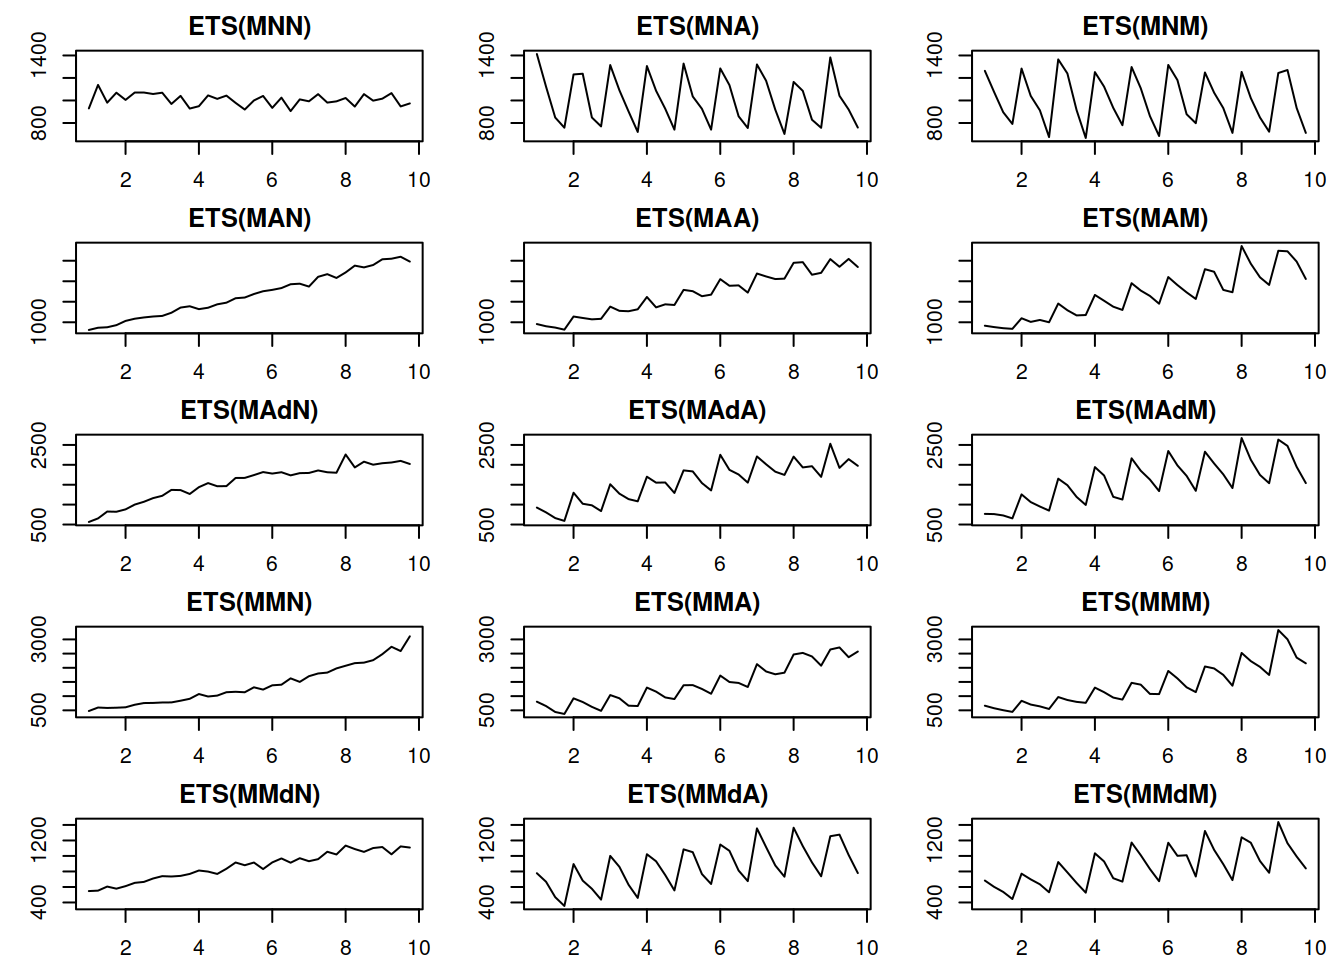 ETS(MNN) ETS(MNA) ETS(MNM)
1400 1400 1400
800 800 800
2 4 6 8 10 2 4 6 8 10 2 4 6 8 10
ETS(MAN) ETS(MAA) ETS(MAM)
1000 1000 1000
2 4 6 8 10 2 4 6 8 10 2 4 6 8 10
ETS(MAdN) ETS(MAdA) ETS(MAdM)
2500 2500 2500
500 500 500
2 4 6 8 10 2 4 6 8 10 2 4 6 8 10
ETS(MMN) ETS(MMA) ETS(MMM)
3000 3000 3000
500 500 500
2 4 6 8 10 2 4 6 8 10 2 4 6 8 10
ETS(MMdN) ETS(MMdA) ETS(MMdM)
1200 1200 1200
400 400 400
2 4 6 8 10 2 4 6 8 10 2 4 6 8 10